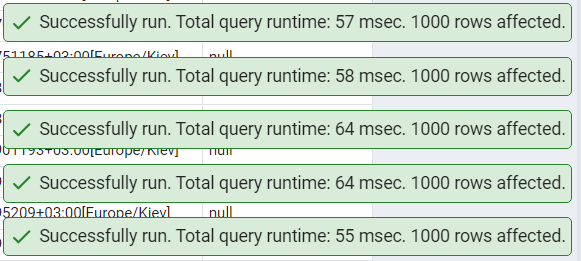 Successfully run. Total query runtime: 57 msec. 1000 rows affected.
751185+03:00[Europe/Kiev] null
Successfully run. Total query runtime: 58 msec. 1000 rows affected.
Successfully run. Total query runtime: 64 msec. 1000 rows affected.
001193+03:00[Europe/Kiev] null
Successfully run. Total query runtime: 64 msec. 1000 rows affected.
95209+03:00[Europe/Kiev] null
Successfully run. Total query runtime: 55 msec. 1000 rows affected.